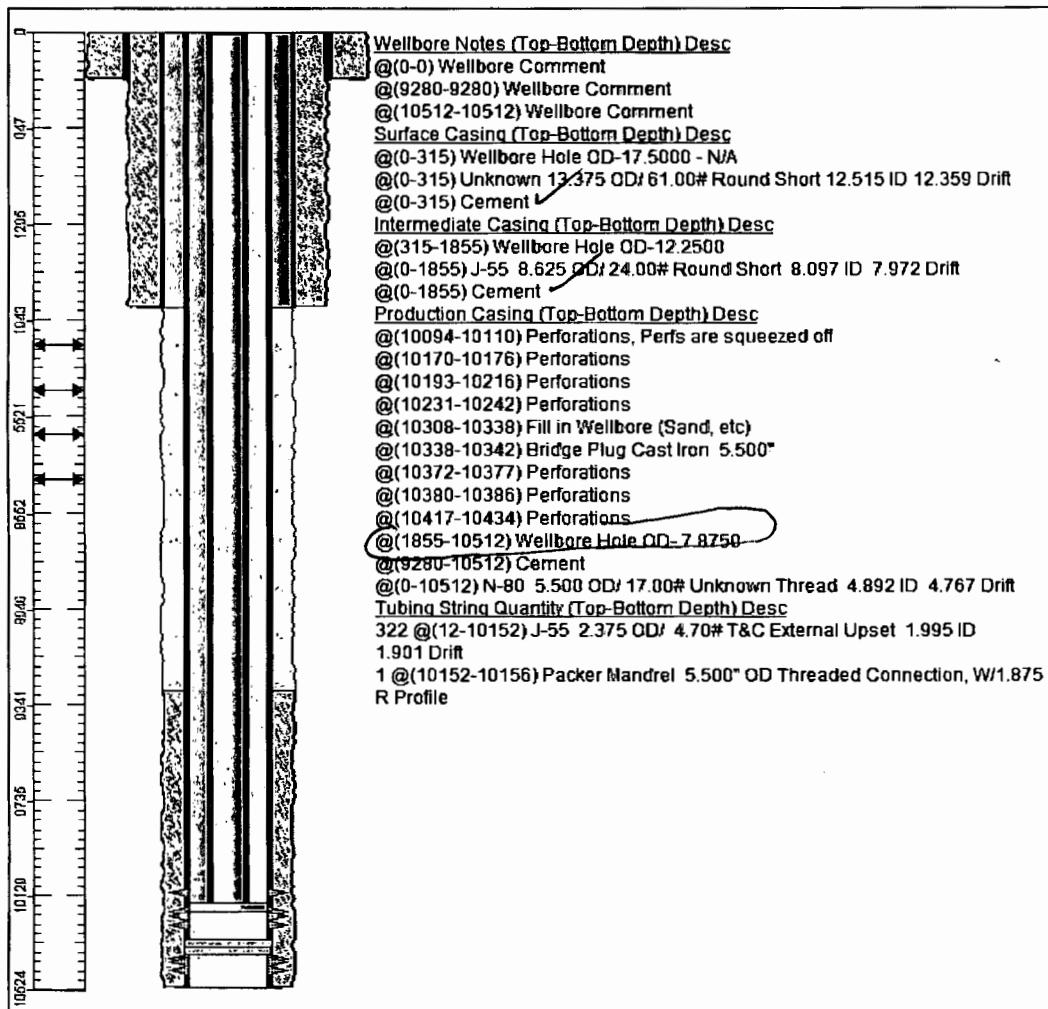 Wellbore Notes (Top-Bottom Depth) Desc
@(0-0) Wellbore Comment
@(9280-9280) Wellbore Comment
@(10512-10512) Wellbore Comment
Surface Casing (Top-Bottom Depth) Desc
@(0-315) Wellbore Hole OD-17.5000 - N/A
@(0-315) Unknown 13.375 OD/ 61.00# Round Short 12.515 ID 12.359 Drift
@(0-315) Cement
Intermediate Casing (Top-Bottom Depth) Desc
@(315-1855) Wellbore Hole OD-12.2500
@(0-1855) J-55 8.625 OD/ 24.00# Round Short 8.097 ID 7.972 Drift
@(0-1855) Cement
Production Casing (Top-Bottom Depth) Desc
@(10094-10110) Perforations, Perfs are squeezed off
@(10170-10176) Perforations
@(10193-10216) Perforations
@(10231-10242) Perforations
@(10308-10338) Fill in Wellbore (Sand, etc)
@(10338-10342) Bridge Plug Cast Iron 5.500"
@(10372-10377) Perforations
@(10380-10386) Perforations
@(10417-10434) Perforations
@(1855-10512) Wellbore Hole OD- 7.8750
@(9280-10512) Cement
@(0-10512) N-80 5.500 OD/ 17.00# Unknown Thread 4.892 ID 4.767 Drift
Tubing String Quantity (Top-Bottom Depth) Desc
322 @(12-10152) J-55 2.375 OD/ 4.70# T&C External Upset 1.995 ID
1.901 Drift
1 @(10152-10156) Packer Mandrel 5.500" OD Threaded Connection, W/1.875
R Profile
0
1205
0735
10120
10624